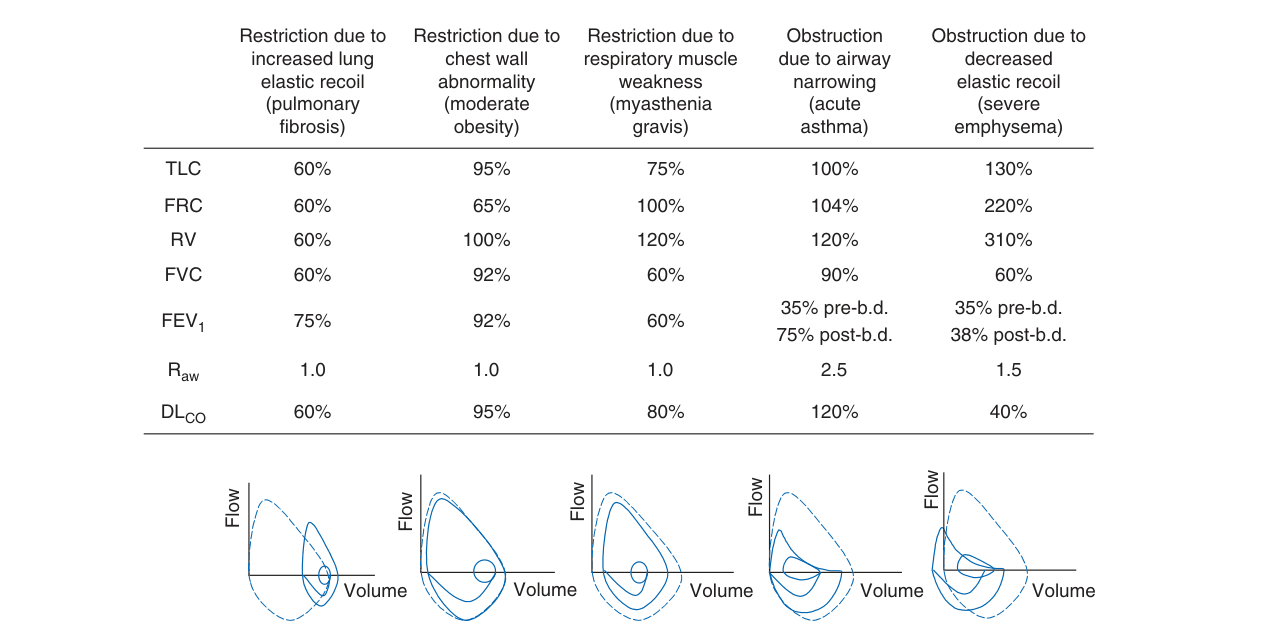 Restriction due to increased lung elastic recoil (pulmonary fibrosis)
Restriction due to chest wall abnormality (moderate obesity)
Restriction due to respiratory muscle weakness (myasthenia gravis)
Obstruction due to airway narrowing (acute asthma)
Obstruction due to decreased elastic recoil (severe emphysema)
TLC 60% 95% 75% 100% 130%
FRC 60% 65% 100% 104% 220%
RV 60% 100% 120% 120% 310%
FVC 60% 92% 60% 90% 60%
FEV1 75% 92% 60% 35% pre-b.d. 75% post-b.d. 35% pre-b.d. 38% post-b.d.
Raw 1.0 1.0 1.0 2.5 1.5
DLCO 60% 95% 80% 120% 40%
Flow Volume
Flow Volume
Flow Volume
Flow Volume
Flow Volume